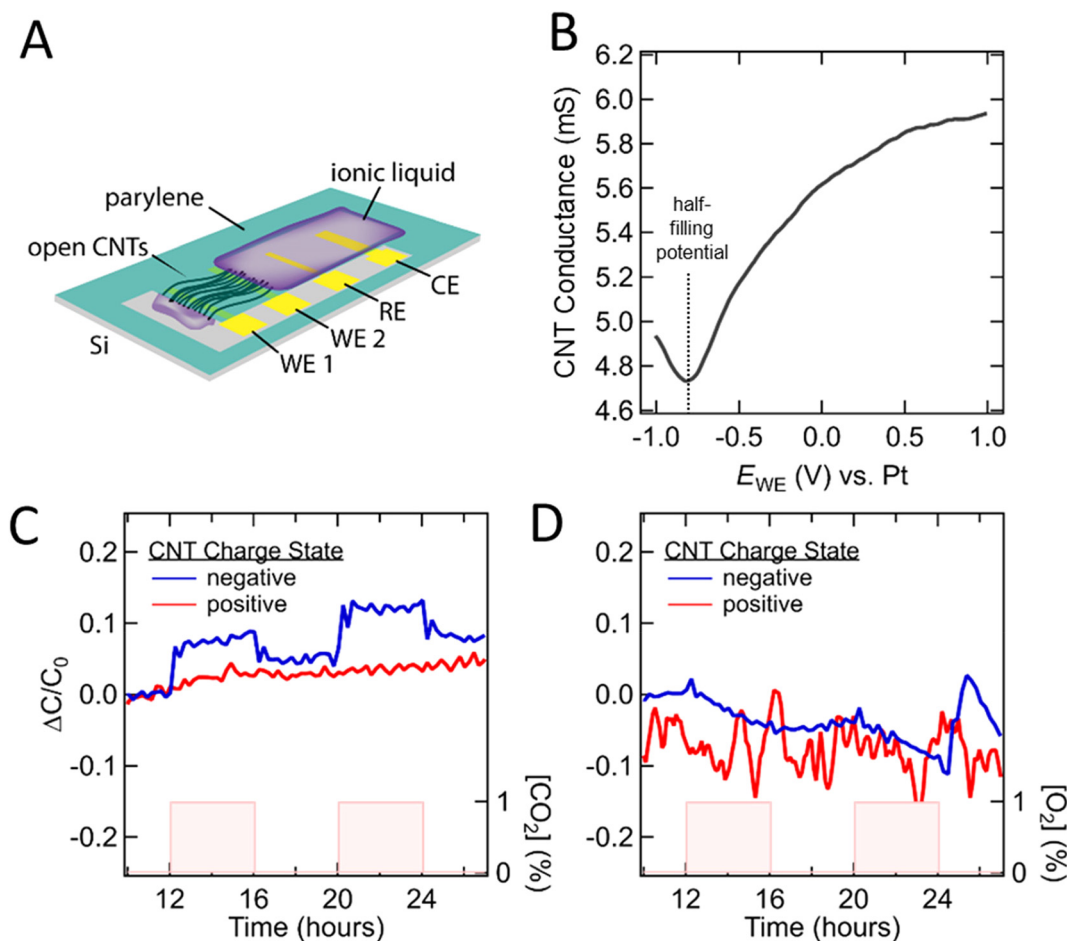 A
parylene
ionic liquid
open CNTs
CE
RE
WE 2
WE 1
Si
B
CNT Conductance (mS)
6.2
6.0
5.8
5.6
5.4
5.2
5.0
4.8
4.6
half-
filling
potential
-1.0
-0.5
0.0
0.5
1.0
E_WE (V) vs. Pt
C
ΔC/C₀
0.2
0.1
0.0
-0.1
-0.2
CNT Charge State
negative
positive
[CO₂] (%)
1
0
12
16
20
24
Time (hours)
D
0.2
0.1
0.0
-0.1
-0.2
CNT Charge State
negative
positive
[O₂] (%)
1
0
12
16
20
24
Time (hours)